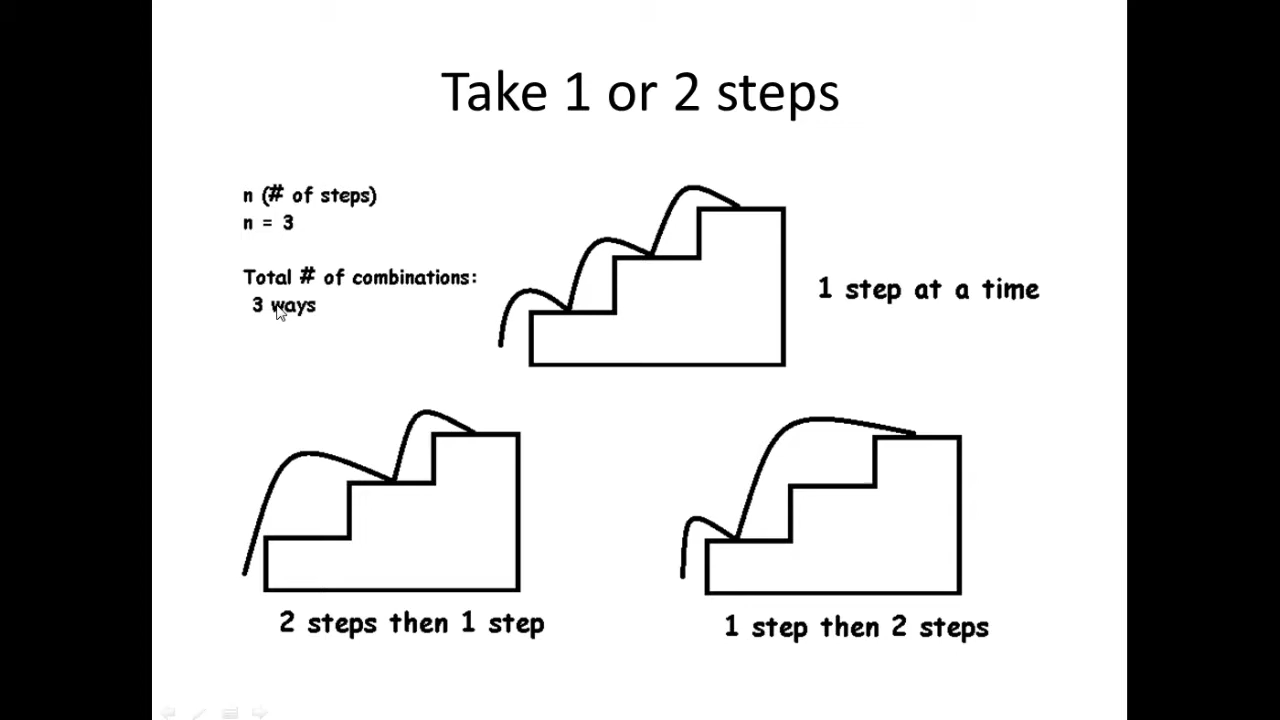 Take 1 or 2 steps
n (# of steps)
n = 3
Total # of combinations:
3 ways
1 step at a time
2 steps then 1 step
1 step then 2 steps